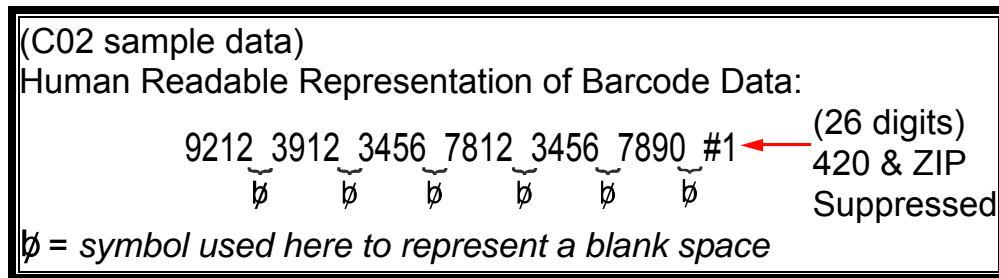 (C02 sample data)
Human Readable Representation of Barcode Data:
9212 3912 3456 7812 3456 7890 #1
(26 digits)
420 & ZIP
Suppressed
b̸ b̸ b̸ b̸ b̸ b̸
b̸ = symbol used here to represent a blank space